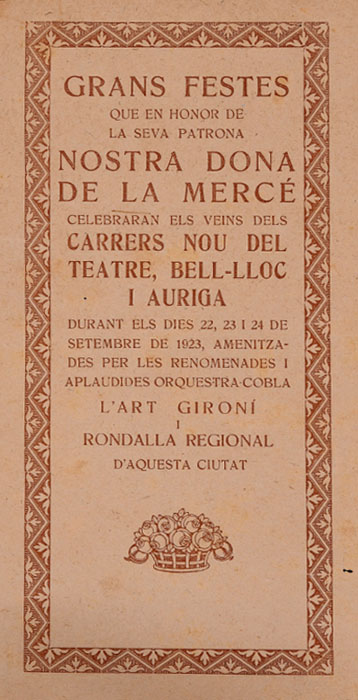 GRANS FESTES
QUE EN HONOR DE
LA SEVA PATRONA
NOSTRA DONA
DE LA MERCÉ
CELEBRARAN ELS VEINS DELS
CARRERS NOU DEL
TEATRE, BELL-LLOC
I AURIGA
DURANT ELS DIES 22, 23 I 24 DE
SETEMBRE DE 1923, AMENITZA-
DES PER LES RENOMENADES I
APLAUDIDES ORQUESTRA-COBLA
L'ART GIRONÍ
I
RONDALLA REGIONAL
D'AQUESTA CIUTAT